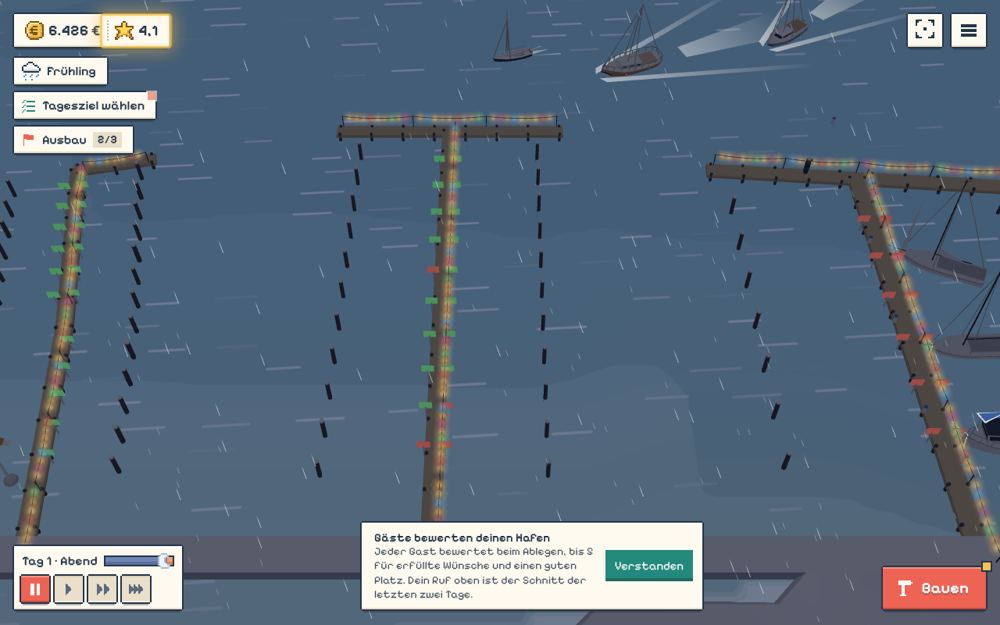 6.486 €
4,1
Frühling
Tagesziel wählen
Ausbau 2/3
Gäste bewerten deinen Hafen
Jeder Gast bewertet beim Ablegen, bis 5
für erfüllte Wünsche und einen guten
Platz. Dein Ruf oben ist der Schnitt der
letzten zwei Tage.
Verstanden
Tag 1 · Abend
Bauen